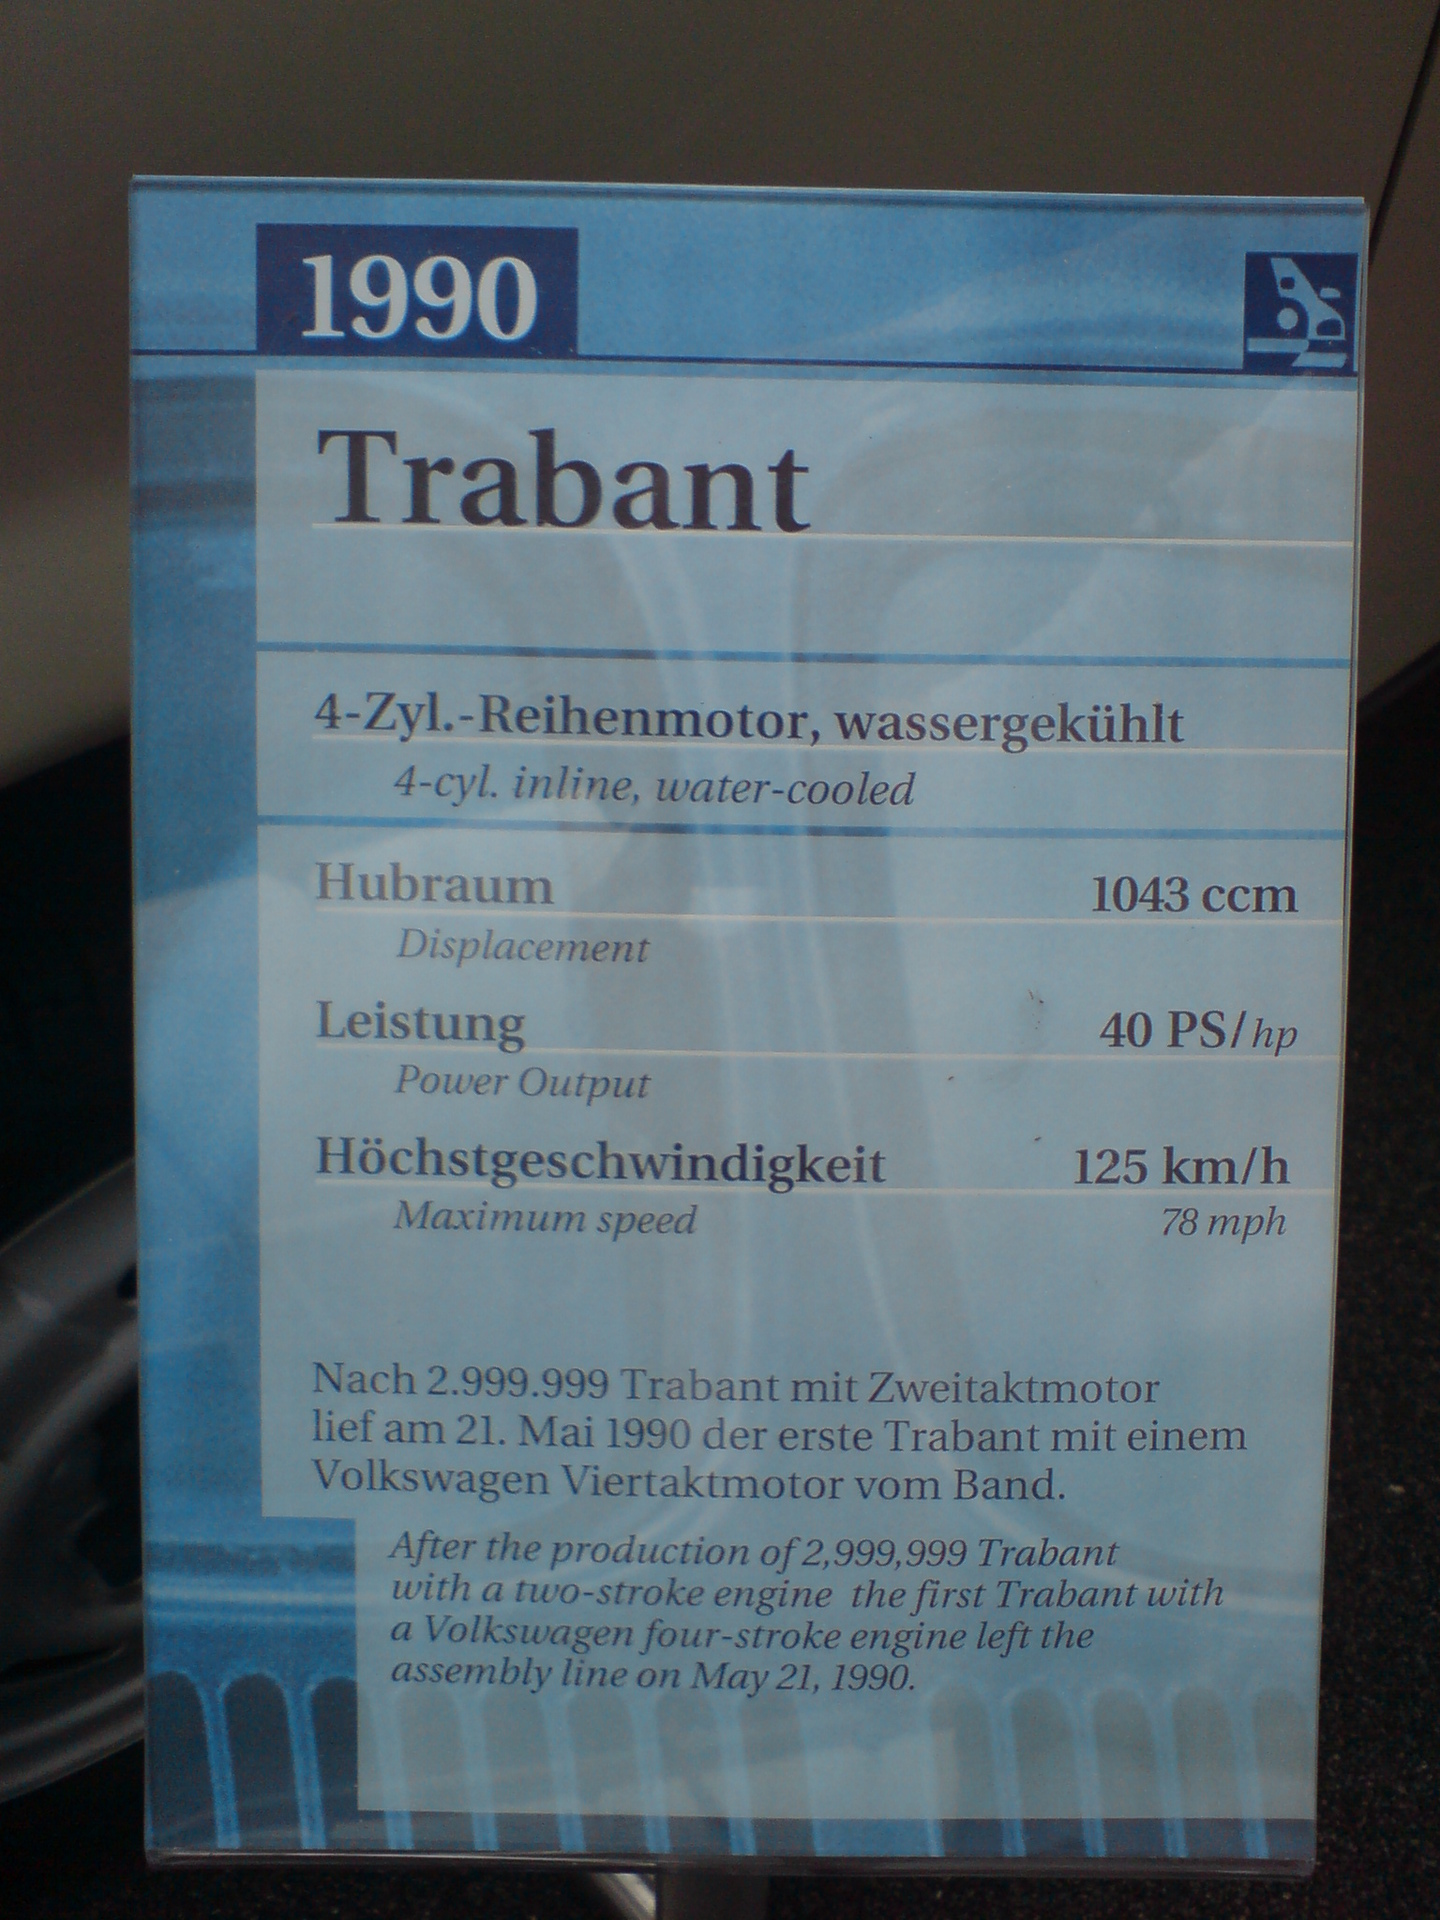 1990
Trabant
4-Zyl.-Reihenmotor, wassergekühlt
4-cyl. inline, water-cooled
Hubraum 1043 ccm
Displacement
Leistung 40 PS/hp
Power Output
Höchstgeschwindigkeit 125 km/h
Maximum speed 78 mph
Nach 2.999.999 Trabant mit Zweitaktmotor
lief am 21. Mai 1990 der erste Trabant mit einem
Volkswagen Viertaktmotor vom Band.
After the production of 2,999,999 Trabant
with a two-stroke engine the first Trabant with
a Volkswagen four-stroke engine left the
assembly line on May 21, 1990.